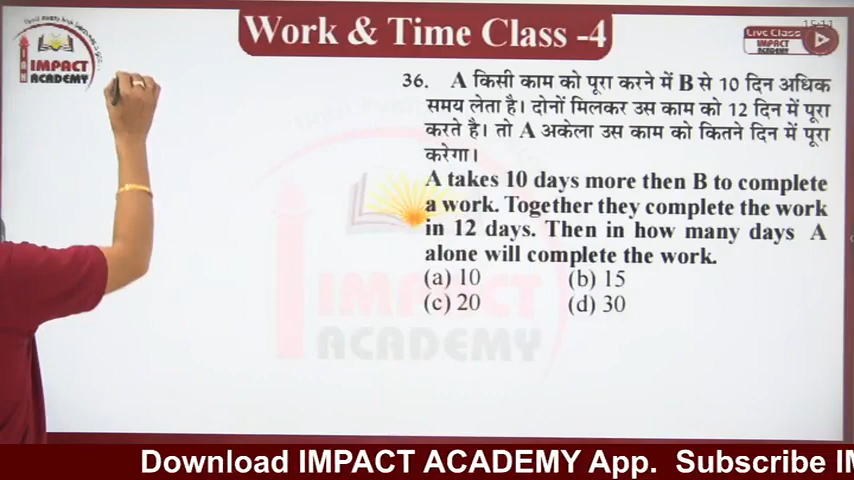 Work & Time Class -4
15:11
Live Class
IMPACT
ACADEMY
IMPACT
ACADEMY
36. A किसी काम को पूरा करने में B से 10 दिन अधिक
समय लेता है। दोनों मिलकर उस काम को 12 दिन में पूरा
करते है। तो A अकेला उस काम को कितने दिन में पूरा
करेगा।
A takes 10 days more then B to complete
a work. Together they complete the work
in 12 days. Then in how many days A
alone will complete the work.
(a) 10 (b) 15
(c) 20 (d) 30
IMPACT
ACADEMY
Download IMPACT ACADEMY App. Subscribe IM